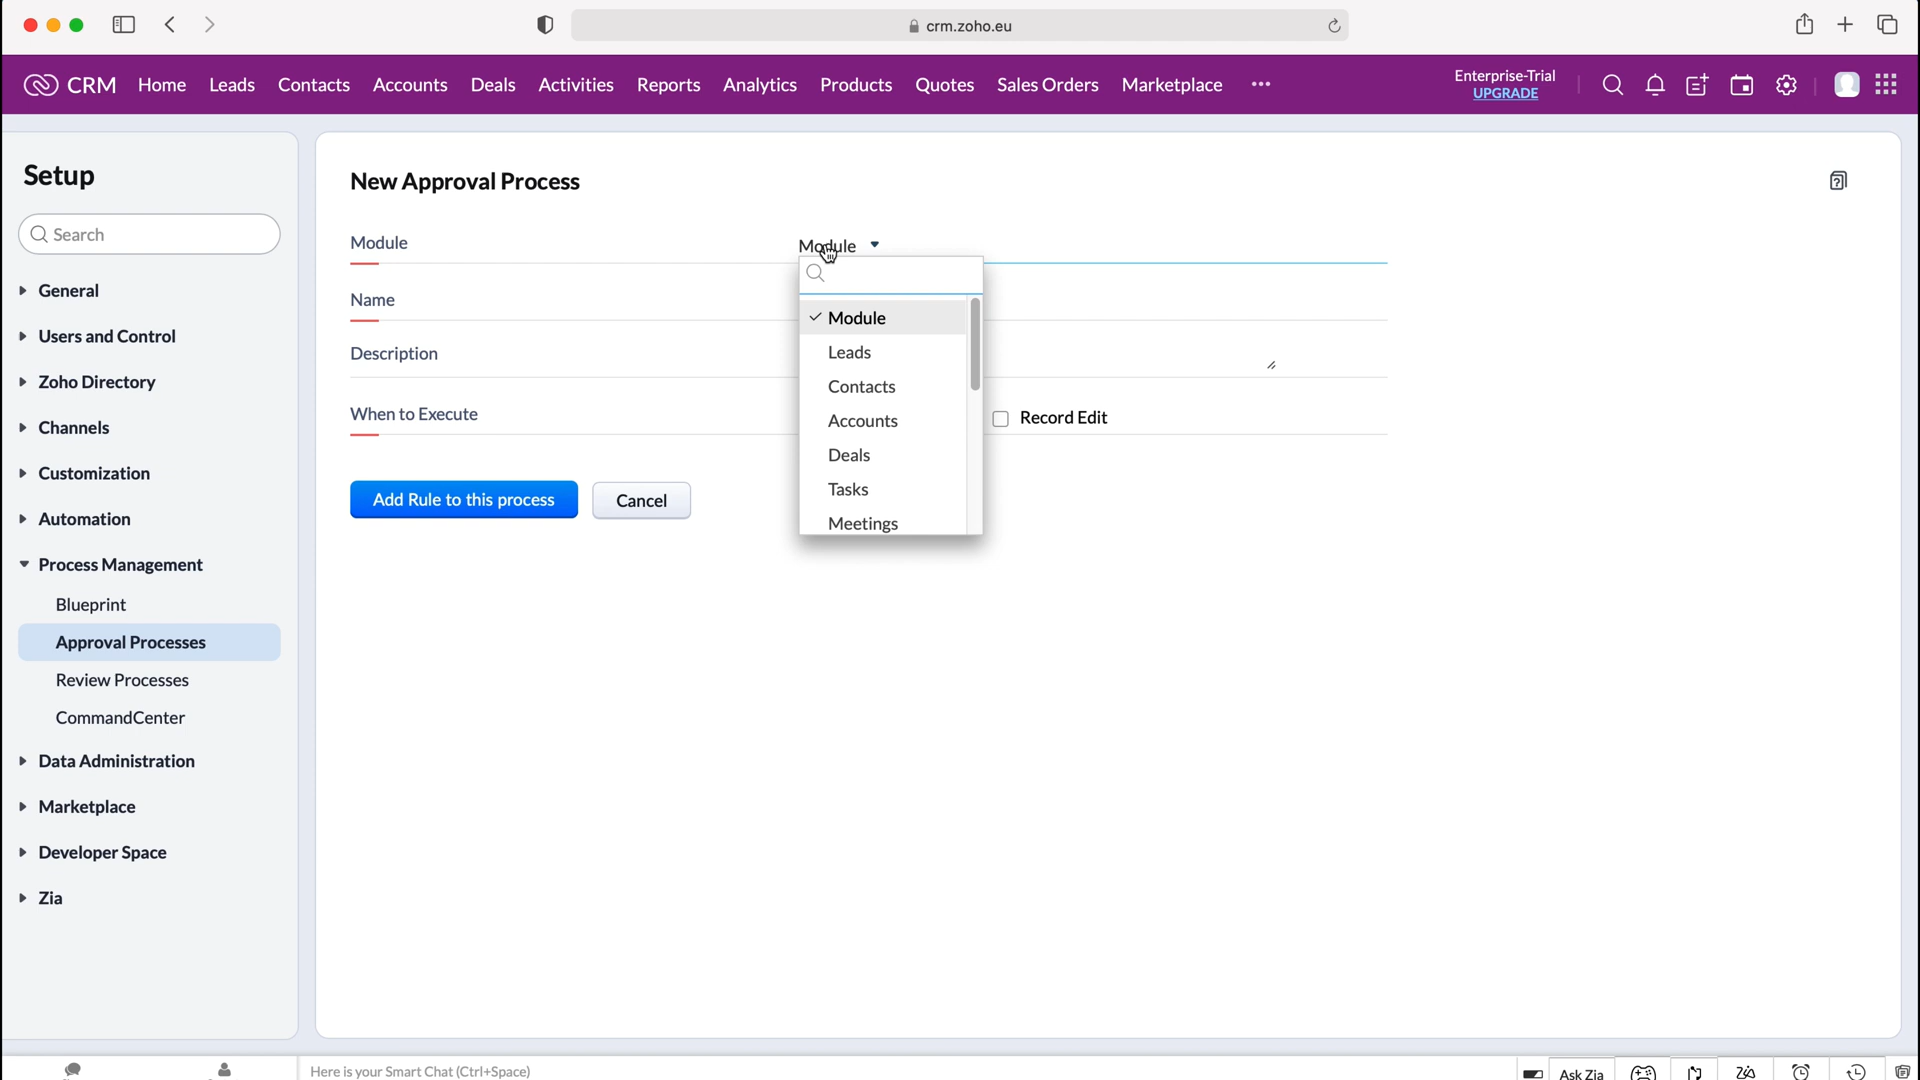 crm.zoho.eu
CRM Home Leads Contacts Accounts Deals Activities Reports Analytics Products Quotes Sales Orders Marketplace ••• Enterprise-Trial
UPGRADE
Setup
Search
General
Users and Control
Zoho Directory
Channels
Customization
Automation
Process Management
Blueprint
Approval Processes
Review Processes
CommandCenter
Data Administration
Marketplace
Developer Space
Zia
New Approval Process
Module Module
Name
Description
When to Execute Record Edit
Module
Leads
Contacts
Accounts
Deals
Tasks
Meetings
Add Rule to this process Cancel
Here is your Smart Chat (Ctrl+Space) Ask Zia